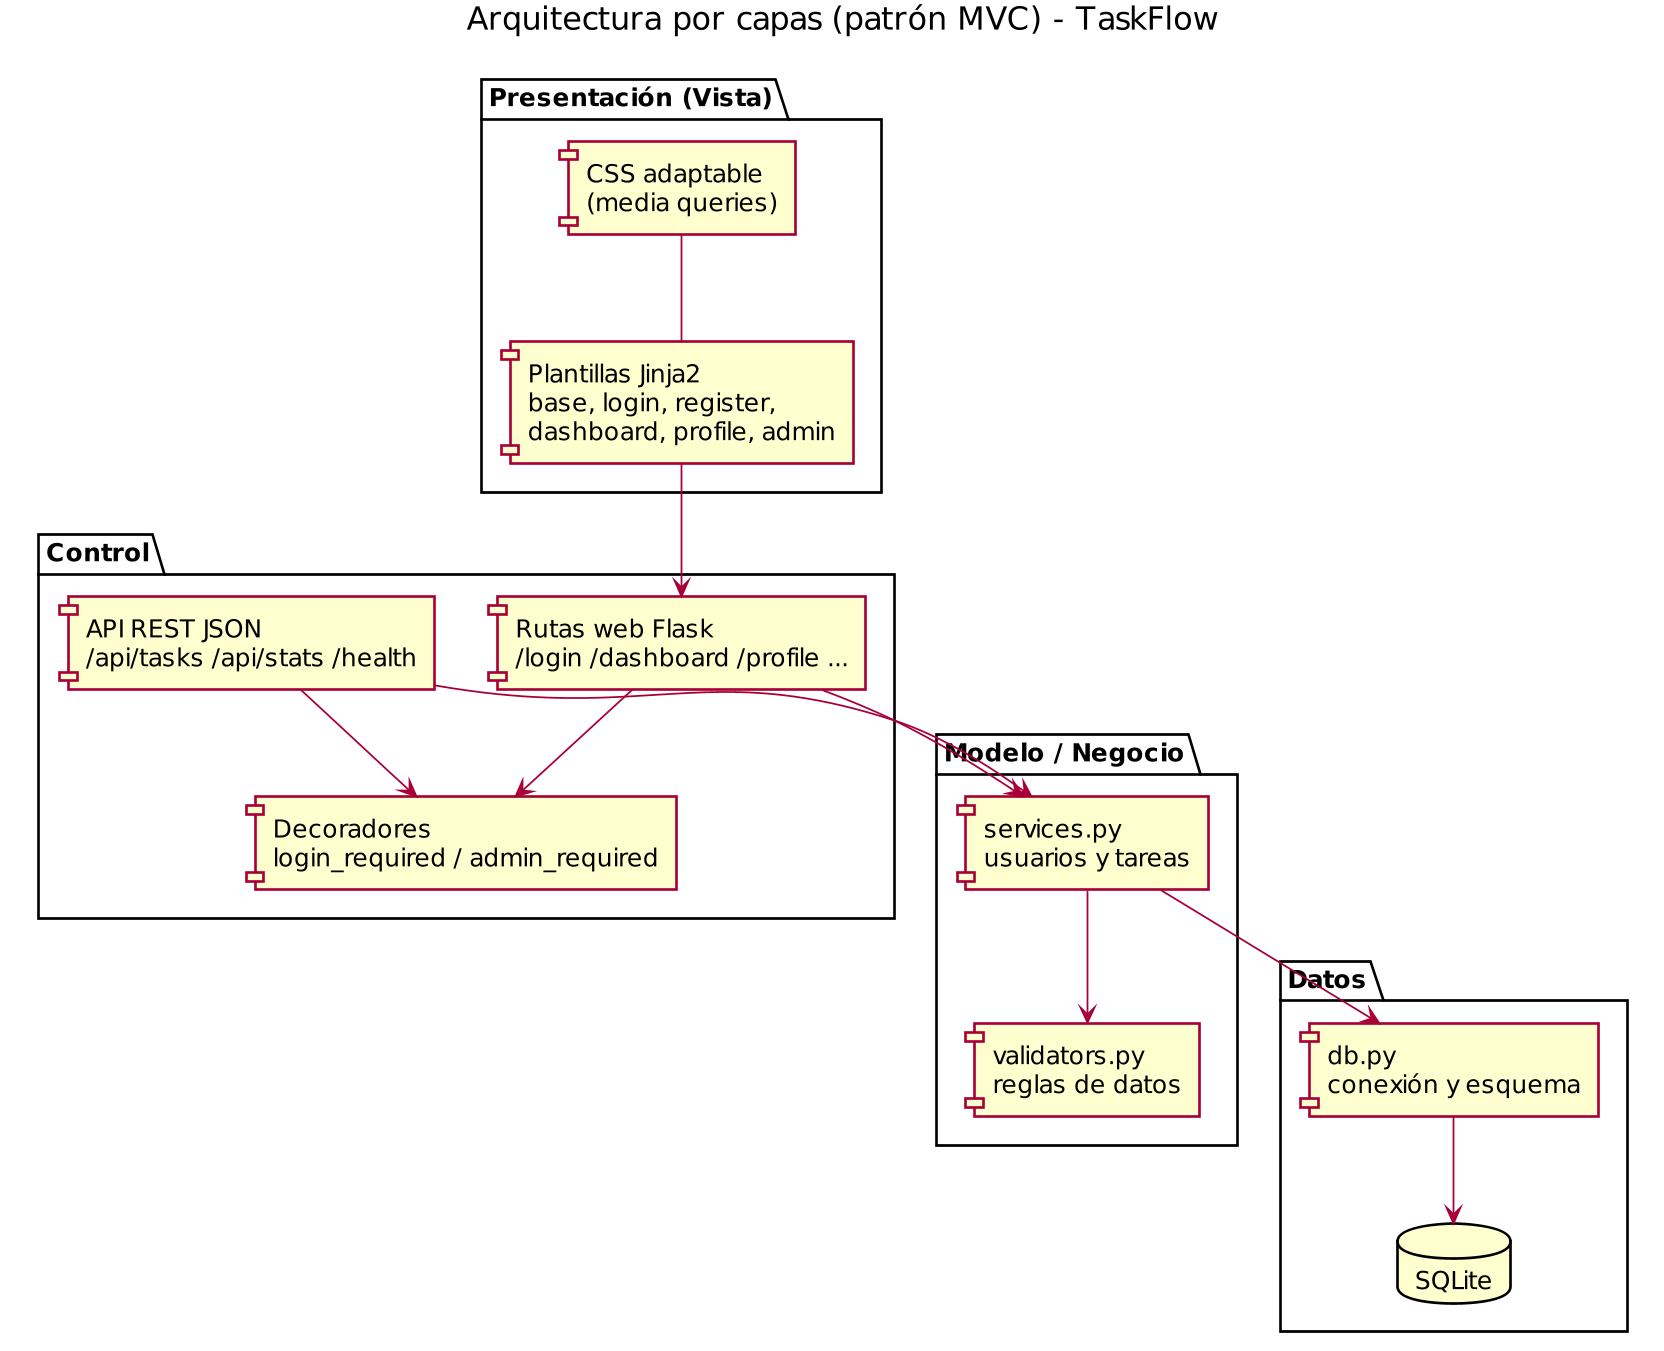 Arquitectura por capas (patrón MVC) - TaskFlow
Presentación (Vista)
CSS adaptable
(media queries)
Plantillas Jinja2
base, login, register,
dashboard, profile, admin
Control
API REST JSON
/api/tasks /api/stats /health
Rutas web Flask
/login /dashboard /profile ...
Decoradores
login_required / admin_required
Modelo / Negocio
services.py
usuarios y tareas
validators.py
reglas de datos
Datos
db.py
conexión y esquema
SQLite